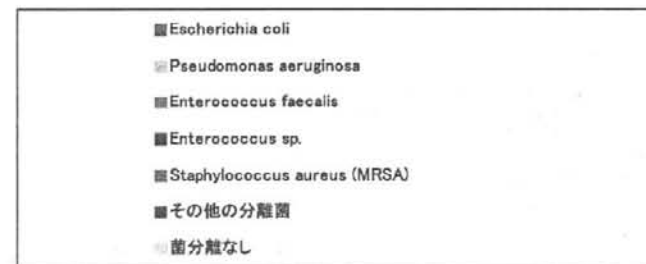 Escherichia coli
Pseudomonas aeruginosa
Enterococcus faecalis
Enterococcus sp.
Staphylococcus aureus (MRSA)
その他の分離菌
菌分離なし